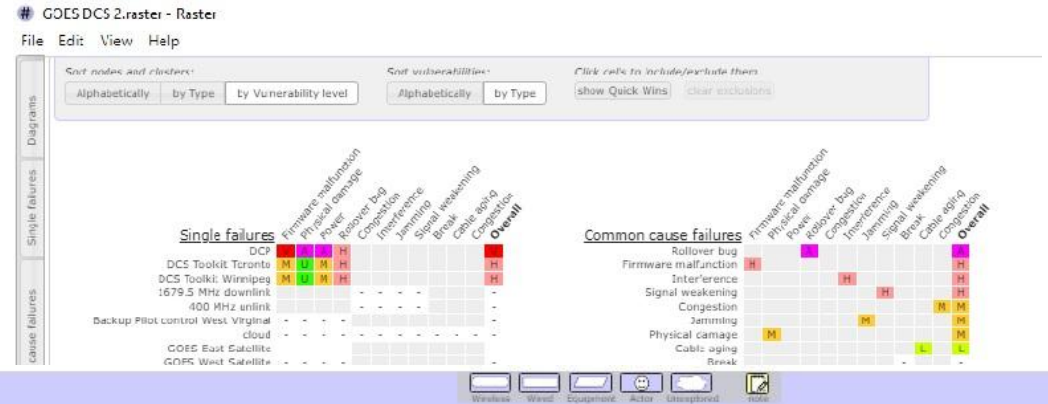 GOES DCS 2.raster - Raster
File Edit View Help
Sort nodes and clusters:
Sort vulnerabilities:
Click cells to include/exclude them
Alphabetically by Type by Vulnerability level
Alphabetically by Type
show Quick Wins clear exclusions
Diagrams
Single failures
cause failures
Firmware malfunction
Physical damage
Power
Rollover bug
Congestion
Interference
Jamming
Signal weakening
Break
Cable aging
Congestion
Overall
Single failures
DCP A A H
DCS Toolkit Toronto M U M H H
DCS Toolkit Winnipeg M U M H H
1679.5 MHz downlink - - - - -
400 MHz uplink - - - - -
Backup Pilot control West Virginal - - - - -
cloud - - - - - - - - - - - -
GOES East Satellite
GOES West Satellite - - - - -
Firmware malfunction
Physical damage
Power
Rollover bug
Congestion
Interference
Jamming
Signal weakening
Break
Cable aging
Congestion
Overall
Common cause failures
Rollover bug A A
Firmware malfunction H H
Interference H H
Signal weakening H H
Congestion M M
Jamming M M
Physical damage M M
Cable aging L L
Break - -
Wireless Wired Equipment Actor Unexplored note